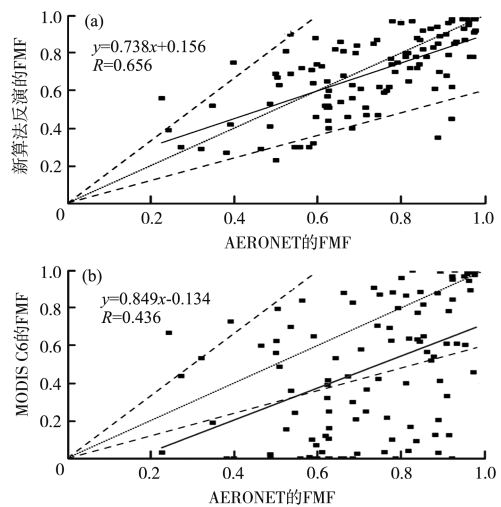 (a)
y=0.738x+0.156
R=0.656
新算法反演的FMF
1.0
0.8
0.6
0.4
0.2
0 0.2 0.4 0.6 0.8 1.0
AERONET的FMF
(b)
y=0.849x-0.134
R=0.436
MODIS C6的FMF
1.0
0.8
0.6
0.4
0.2
0 0.2 0.4 0.6 0.8 1.0
AERONET的FMF